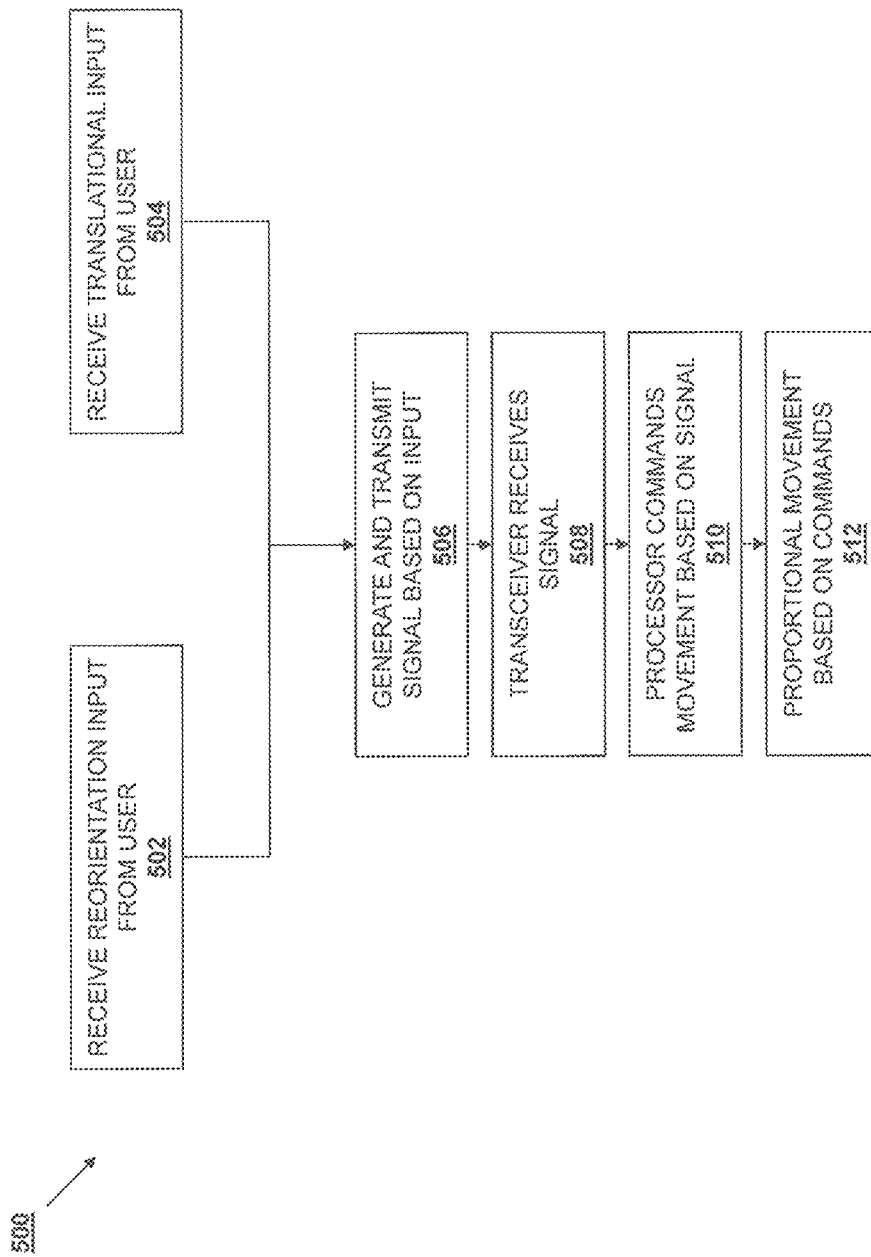 500
RECEIVE REORIENTATION INPUT
FROM USER
502
RECEIVE TRANSLATIONAL INPUT
FROM USER
504
GENERATE AND TRANSMIT
SIGNAL BASED ON INPUT
506
TRANSCEIVER RECEIVES
SIGNAL
508
PROCESSOR COMMANDS
MOVEMENT BASED ON SIGNAL
510
PROPORTIONAL MOVEMENT
BASED ON COMMANDS
512